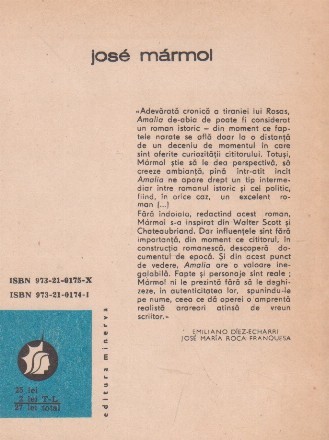 josé mármol
«Adevărată cronică a tiraniei lui Rosas,
Amalia de-abia de poate fi considerat
un roman istoric — din moment ce fap-
tele narate se află doar la o distanță
de un deceniu de momentul în care
sînt oferite curiozității cititorului. Totuși,
Mármol știe să le dea perspectivă, să
creeze ambianță, pînă într-atît încît
Amalia ne apare drept un tip interme-
diar între romanul istoric și cel politic,
fiind, în orice caz, un excelent ro-
man (...)
Fără îndoială, redactînd acest roman,
Mármol s-a inspirat din Walter Scott și
Chateaubriand. Dar influențele sînt fără
importanță, din moment ce cititorul, în
construcția romanescă, descoperă docu-
mentul de epocă. Și din acest punct
de vedere, Amalia are o valoare ine-
galabilă. Fapte și personaje sînt reale ;
Mármol ni le prezintă fără să le deghi-
zeze, în autenticitatea lor, spunîndu-le
pe nume, ceea ce dă operei o amprentă
realistă arareori atinsă de vreun
scriitor.»
EMILIANO DÍEZ-ECHARRI
JOSÉ MARÍA ROCA FRANQUESA
ISBN 973-21-0175-X
ISBN 973-21-0174-1
editura minerva
25 lei
2 lei T-L
27 lei total